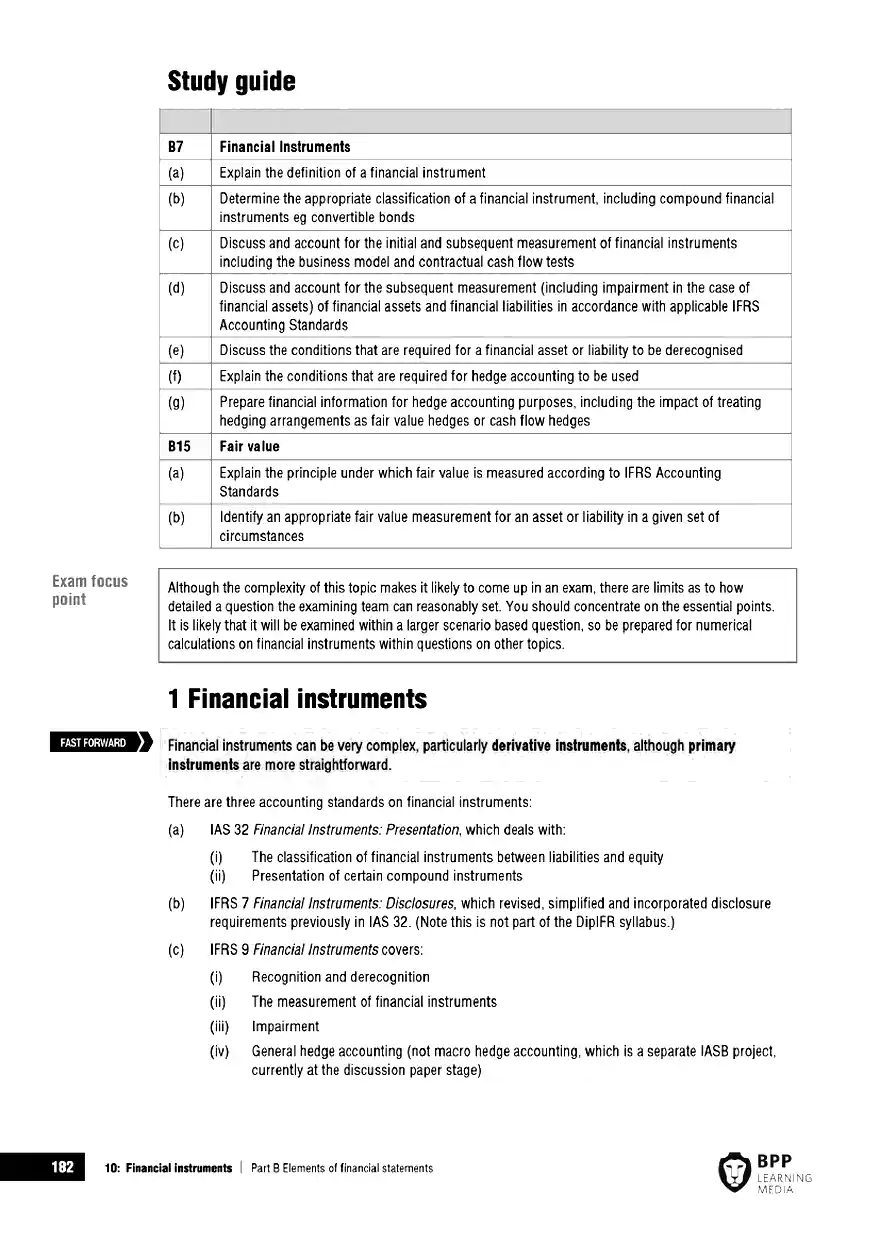 Study guide
B7 Financial Instruments
(a) Explain the definition of a financial instrument
(b) Determine the appropriate classification of a financial instrument, including compound financial
instruments eg convertible bonds
(c) Discuss and account for the initial and subsequent measurement of financial instruments
including the business model and contractual cash flow tests
(d) Discuss and account for the subsequent measurement (including impairment in the case of
financial assets) of financial assets and financial liabilities in accordance with applicable IFRS
Accounting Standards
(e) Discuss the conditions that are required for a financial asset or liability to be derecognised
(f) Explain the conditions that are required for hedge accounting to be used
(g) Prepare financial information for hedge accounting purposes, including the impact of treating
hedging arrangements as fair value hedges or cash flow hedges
B15 Fair value
(a) Explain the principle under which fair value is measured according to IFRS Accounting
Standards
(b) Identify an appropriate fair value measurement for an asset or liability in a given set of
circumstances
Exam focus
point
Although the complexity of this topic makes it likely to come up in an exam, there are limits as to how
detailed a question the examining team can reasonably set. You should concentrate on the essential points.
It is likely that it will be examined within a larger scenario based question, so be prepared for numerical
calculations on financial instruments within questions on other topics.
1 Financial instruments
FAST FORWARD
Financial instruments can be very complex, particularly derivative instruments, although primary
instruments are more straightforward.
There are three accounting standards on financial instruments:
(a) IAS 32 Financial Instruments: Presentation, which deals with:
(i) The classification of financial instruments between liabilities and equity
(ii) Presentation of certain compound instruments
(b) IFRS 7 Financial Instruments: Disclosures, which revised, simplified and incorporated disclosure
requirements previously in IAS 32. (Note this is not part of the DipIFR syllabus.)
(c) IFRS 9 Financial Instruments covers:
(i) Recognition and derecognition
(ii) The measurement of financial instruments
(iii) Impairment
(iv) General hedge accounting (not macro hedge accounting, which is a separate IASB project,
currently at the discussion paper stage)
182 10: Financial instruments | Part B Elements of financial statements
BPP
LEARNING
MEDIA